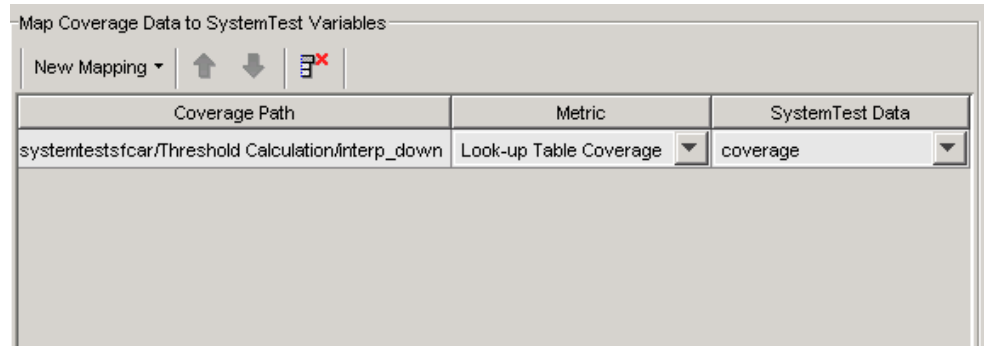 Map Coverage Data to SystemTest Variables
New Mapping
Coverage Path Metric SystemTest Data
systemtestsfcar/Threshold Calculation/interp_down Look-up Table Coverage coverage